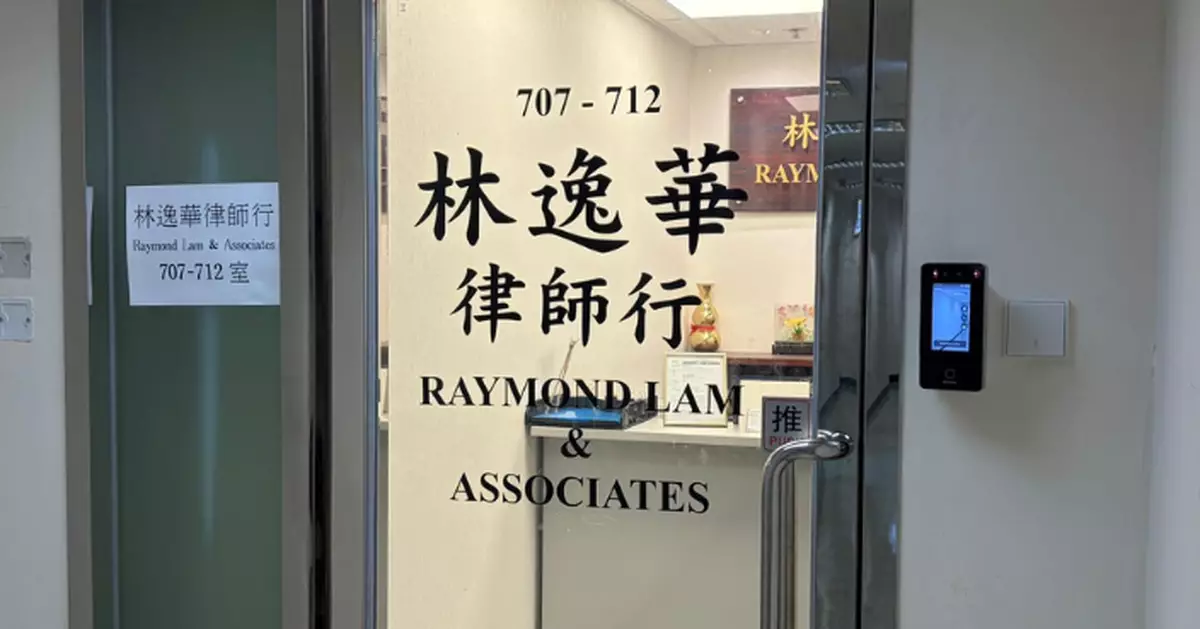 林逸華律師行
Raymond Lam & Associates
707-712 室
707 - 712
林逸華
律師行
RAYMOND LAM
&
ASSOCIATES
林
RAYM
推